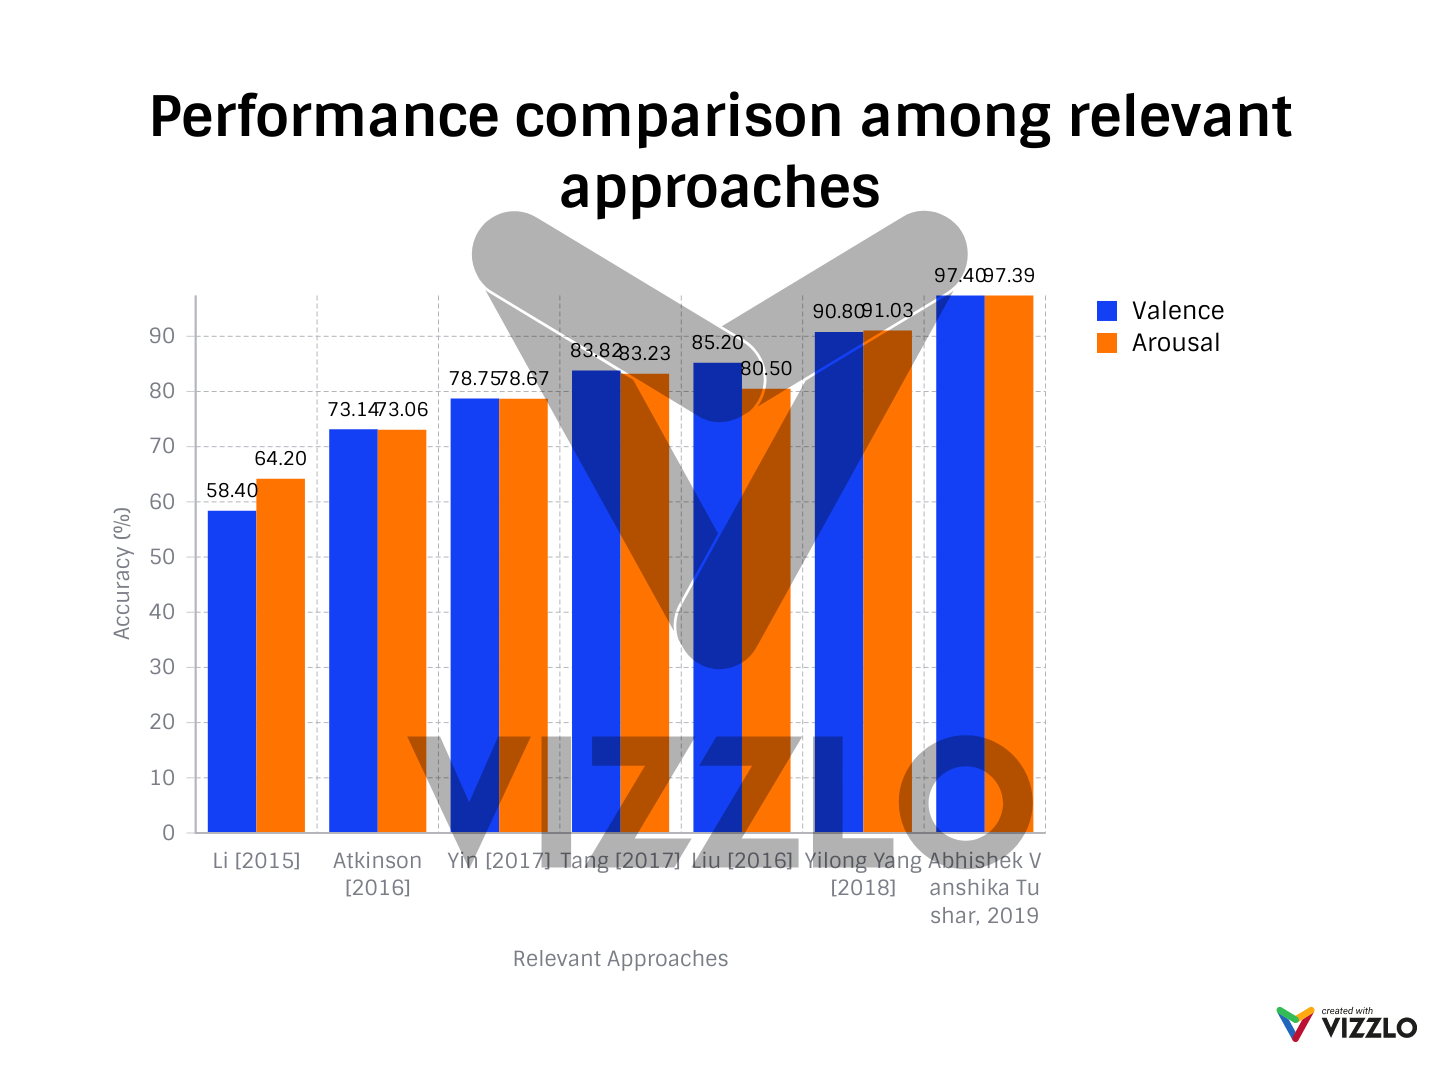 Performance comparison among relevant
approaches
97.40
97.39
90.80
91.03
85.20
83.82
83.23
80.50
78.75
78.67
73.14
73.06
64.20
58.40
Valence
Arousal
90
80
70
60
50
40
30
20
10
0
Accuracy (%)
VIZZLO
Li [2015]
Atkinson
[2016]
Yin [2017]
Tang [2017]
Liu [2016]
Yilong Yang
[2018]
Abhishek V
anshika Tu
shar, 2019
Relevant Approaches
created with
VIZZLO